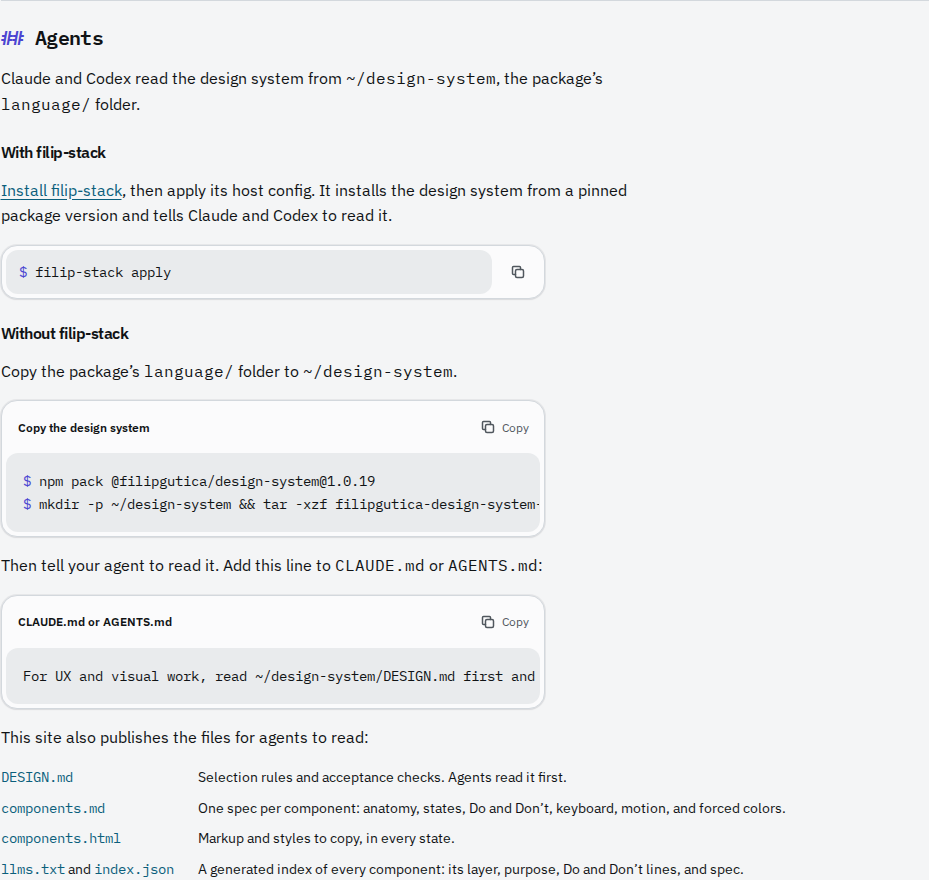 ## Agents
Claude and Codex read the design system from ~/design-system, the package’s
language/ folder.
With filip-stack
Install filip-stack, then apply its host config. It installs the design system from a pinned
package version and tells Claude and Codex to read it.
$ filip-stack apply
Without filip-stack
Copy the package’s language/ folder to ~/design-system.
Copy the design system Copy
$ npm pack @filipgutica/design-system@1.0.19
$ mkdir -p ~/design-system && tar -xzf filipgutica-design-system-
Then tell your agent to read it. Add this line to CLAUDE.md or AGENTS.md:
CLAUDE.md or AGENTS.md Copy
For UX and visual work, read ~/design-system/DESIGN.md first and
This site also publishes the files for agents to read:
DESIGN.md Selection rules and acceptance checks. Agents read it first.
components.md One spec per component: anatomy, states, Do and Don’t, keyboard, motion, and forced colors.
components.html Markup and styles to copy, in every state.
llms.txt and index.json A generated index of every component: its layer, purpose, Do and Don’t lines, and spec.